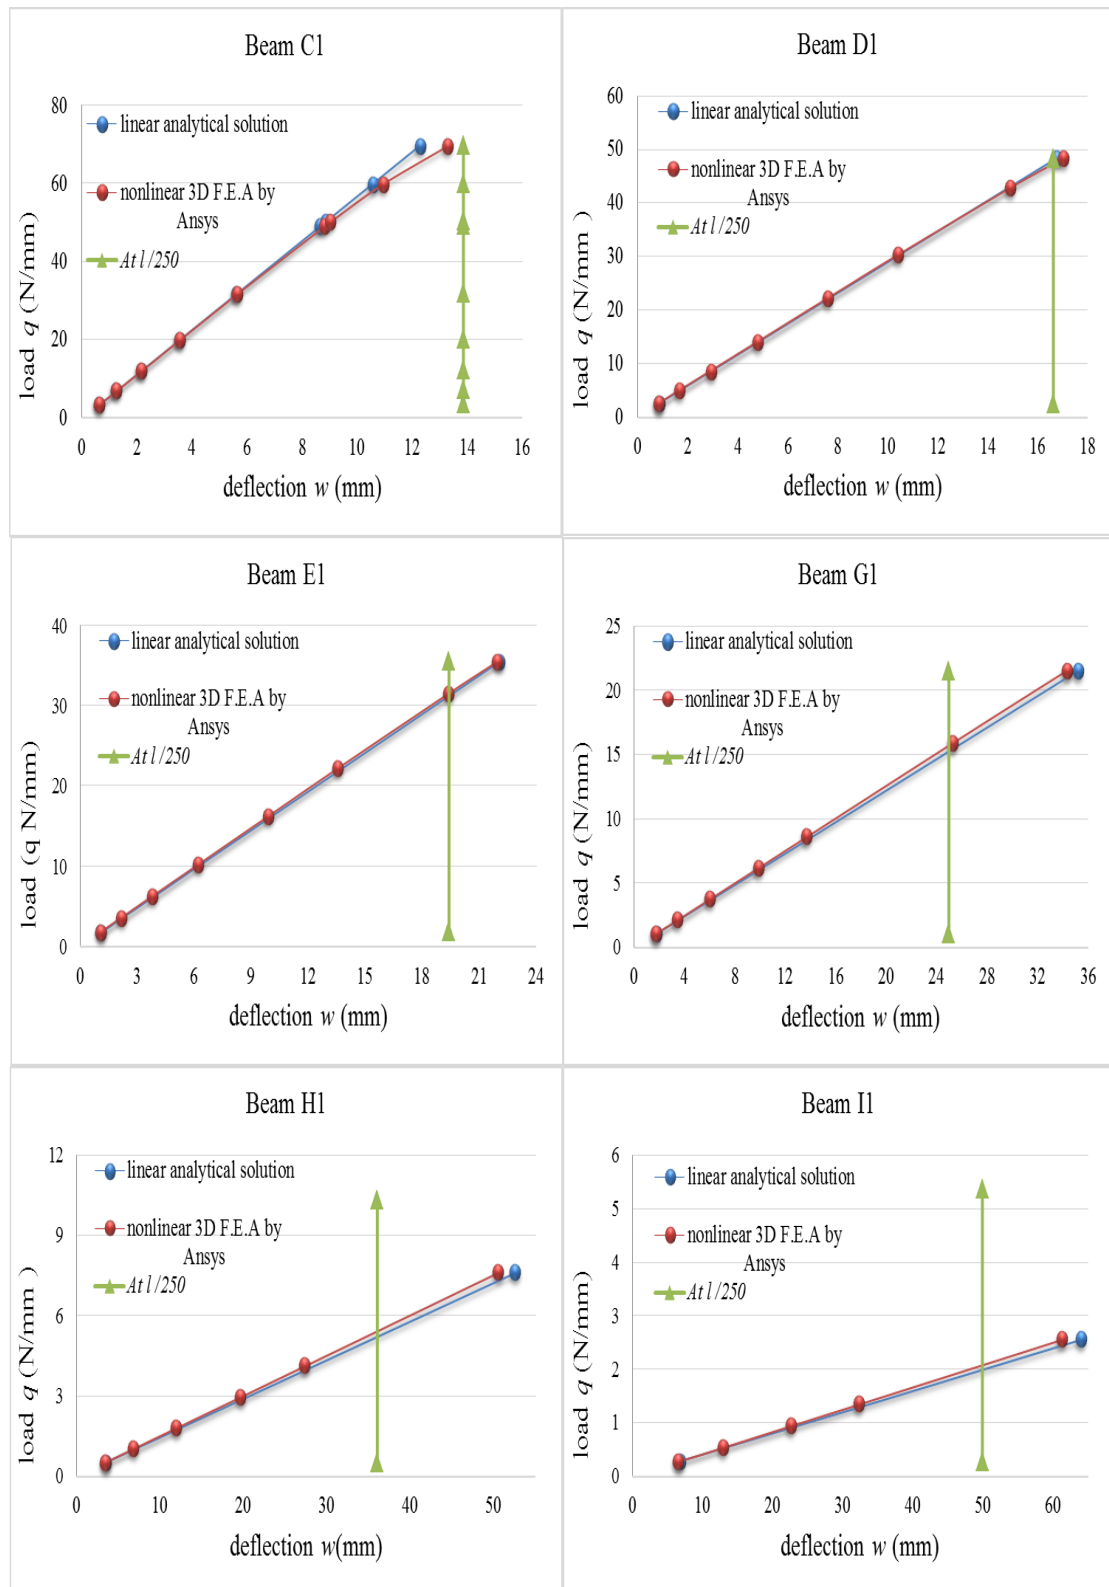 Beam C1
80
60
40
20
0
load q (N/mm)
linear analytical solution
nonlinear 3D F.E.A by
Ansys
At l /250
0 2 4 6 8 10 12 14 16
deflection w (mm)
Beam D1
60
50
40
30
20
10
0
load q (N/mm )
linear analytical solution
nonlinear 3D F.E.A by
Ansys
At l /250
0 2 4 6 8 10 12 14 16 18
deflection w (mm)
Beam E1
40
30
20
10
0
load (q N/mm)
linear analytical solution
nonlinear 3D F.E.A by
Ansys
At l /250
0 3 6 9 12 15 18 21 24
deflection w (mm)
Beam G1
25
20
15
10
5
0
load q (N/mm)
linear analytical solution
nonlinear 3D F.E.A by
Ansys
At l /250
0 4 8 12 16 20 24 28 32 36
deflection w (mm)
Beam H1
12
9
6
3
0
load q (N/mm )
linear analytical solution
nonlinear 3D F.E.A by
Ansys
At l /250
0 10 20 30 40 50
deflection w(mm)
Beam I1
6
5
4
3
2
1
0
load q (N/mm)
linear analytical solution
nonlinear 3D F.E.A by
Ansys
At l /250
0 10 20 30 40 50 60
deflection w (mm)